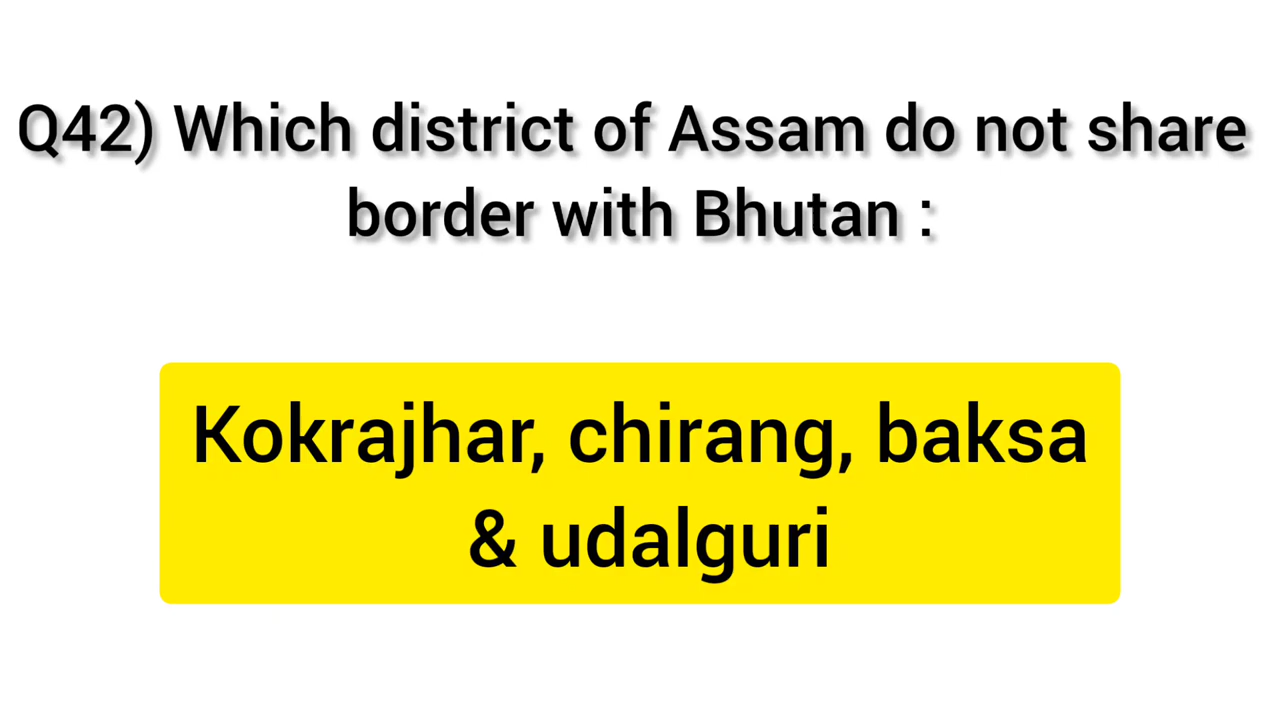 Q42) Which district of Assam do not share
border with Bhutan :
Kokrajhar, chirang, baksa
& udalguri